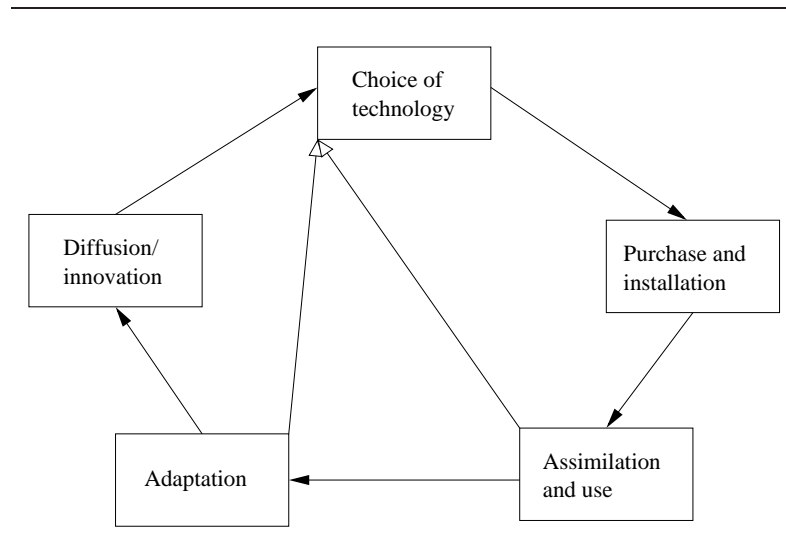 Choice of
technology
Diffusion/
innovation
Purchase and
installation
Adaptation
Assimilation
and use